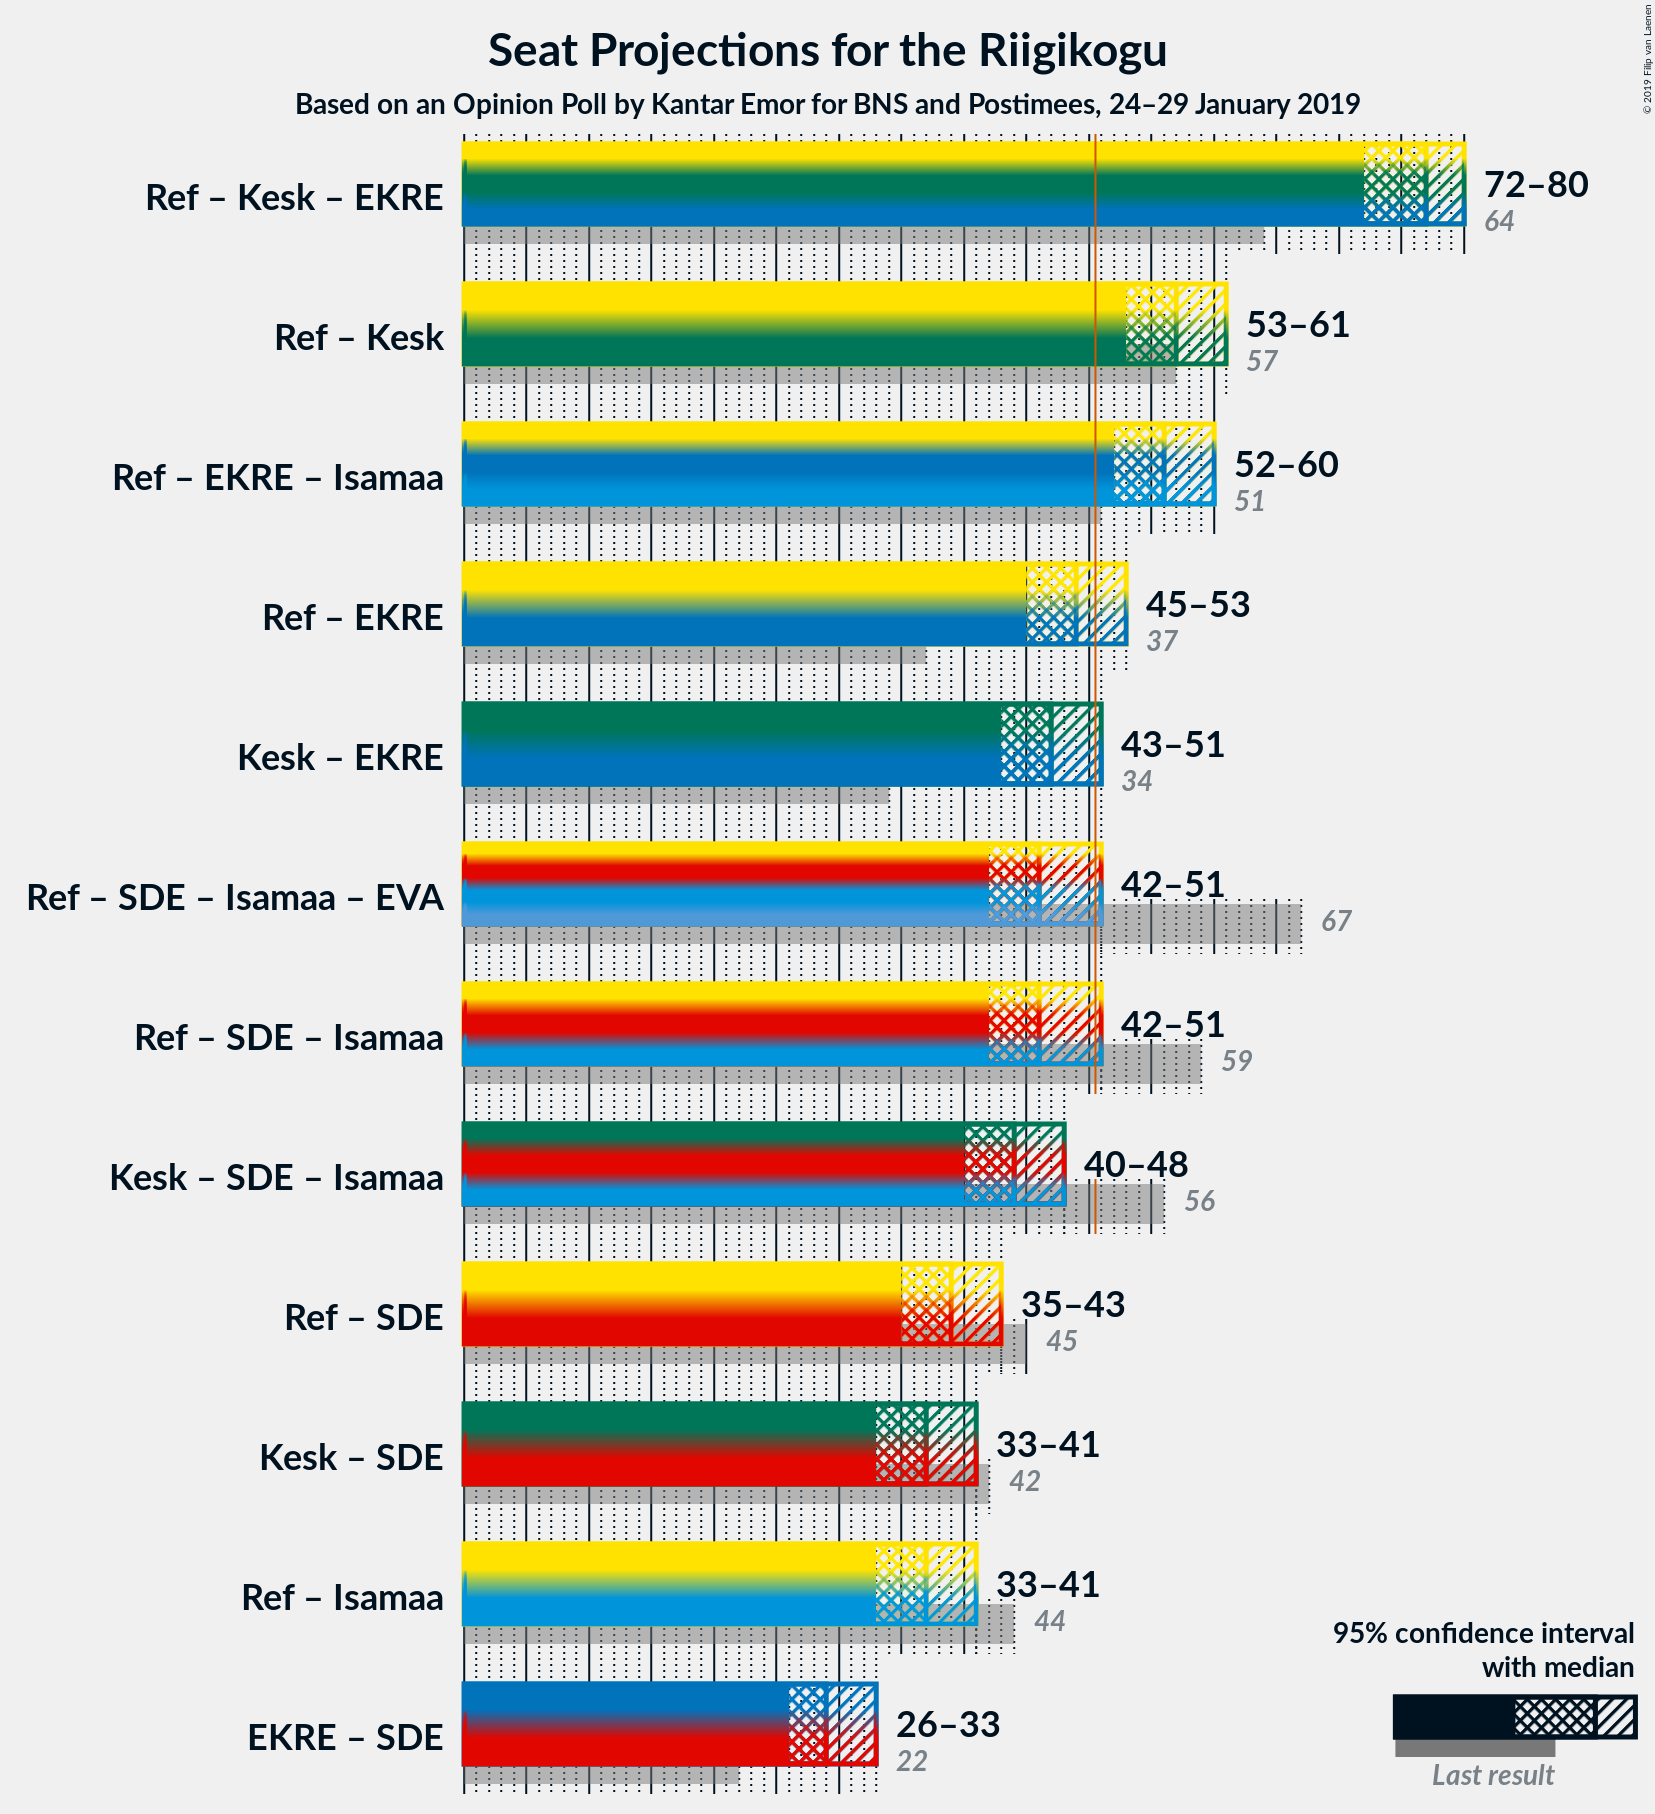 Seat Projections for the Riigikogu
Based on an Opinion Poll by Kantar Emor for BNS and Postimees, 24–29 January 2019
© 2019 Filip van Laenen
Ref – Kesk – EKRE
72–80
64
Ref – Kesk
53–61
57
Ref – EKRE – Isamaa
52–60
51
Ref – EKRE
45–53
37
Kesk – EKRE
43–51
34
Ref – SDE – Isamaa – EVA
42–51
67
Ref – SDE – Isamaa
42–51
59
Kesk – SDE – Isamaa
40–48
56
Ref – SDE
35–43
45
Kesk – SDE
33–41
42
Ref – Isamaa
33–41
44
EKRE – SDE
26–33
22
95% confidence interval
with median
Last result